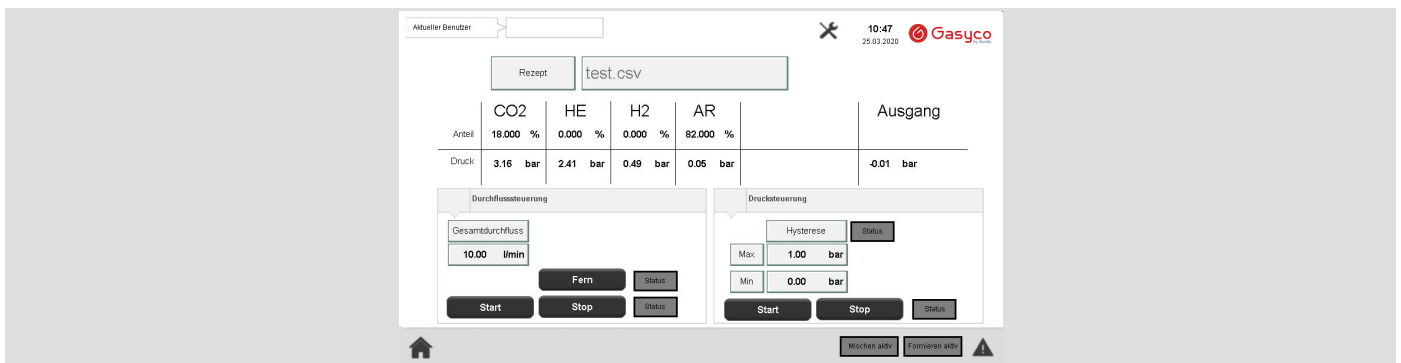 Aktueller Benutzer
10:47
25.03.2020
Gasyco
Rezept test.csv
CO2 HE H2 AR Ausgang
Anteil 18.000 % 0.000 % 0.000 % 82.000 %
Druck 3.16 bar 2.41 bar 0.49 bar 0.05 bar -0.01 bar
Durchflusssteuerung
Gesamtdurchfluss
10.00 l/min
Fern Status
Start Stop Status
Drucksteuerung
Hysterese Status
Max 1.00 bar
Min 0.00 bar
Start Stop Status
Mischen aktiv Formieren aktiv